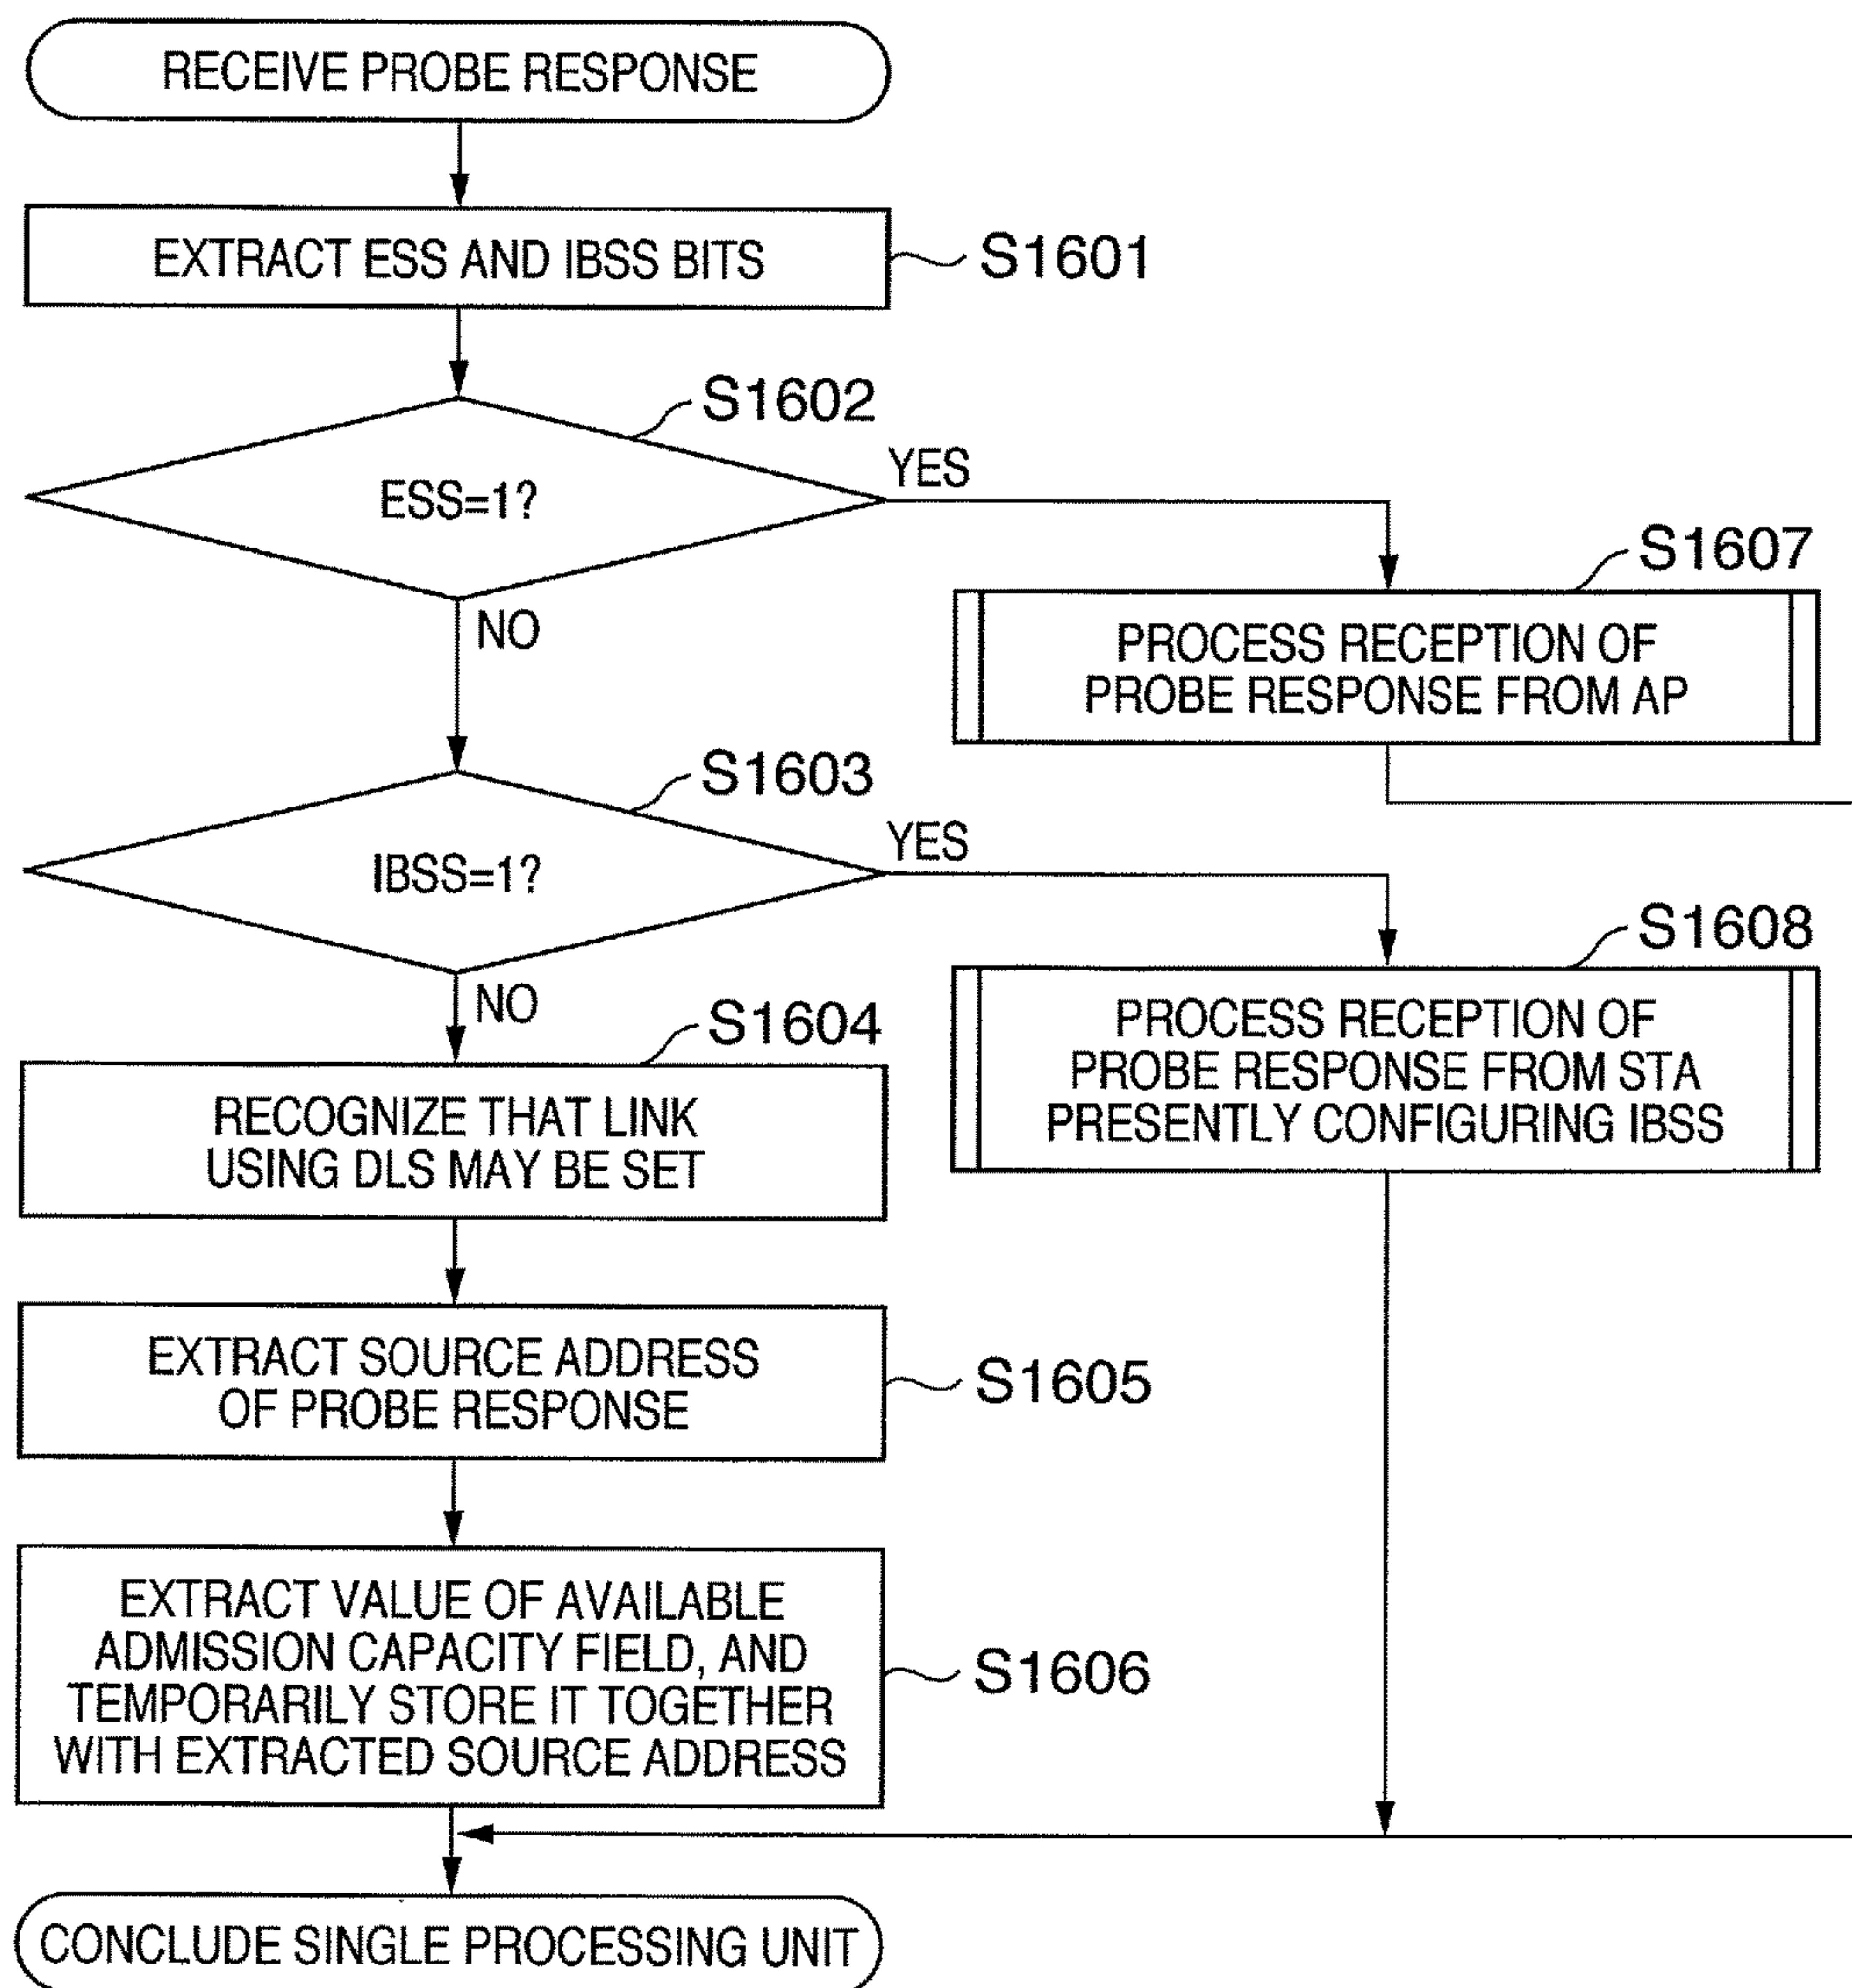 RECEIVE PROBE RESPONSE
EXTRACT ESS AND IBSS BITS
S1601
S1602
ESS=1?
YES
NO
S1607
PROCESS RECEPTION OF
PROBE RESPONSE FROM AP
S1603
IBSS=1?
YES
NO
S1608
PROCESS RECEPTION OF
PROBE RESPONSE FROM STA
PRESENTLY CONFIGURING IBSS
S1604
RECOGNIZE THAT LINK
USING DLS MAY BE SET
EXTRACT SOURCE ADDRESS
OF PROBE RESPONSE
S1605
EXTRACT VALUE OF AVAILABLE
ADMISSION CAPACITY FIELD, AND
TEMPORARILY STORE IT TOGETHER
WITH EXTRACTED SOURCE ADDRESS
S1606
CONCLUDE SINGLE PROCESSING UNIT